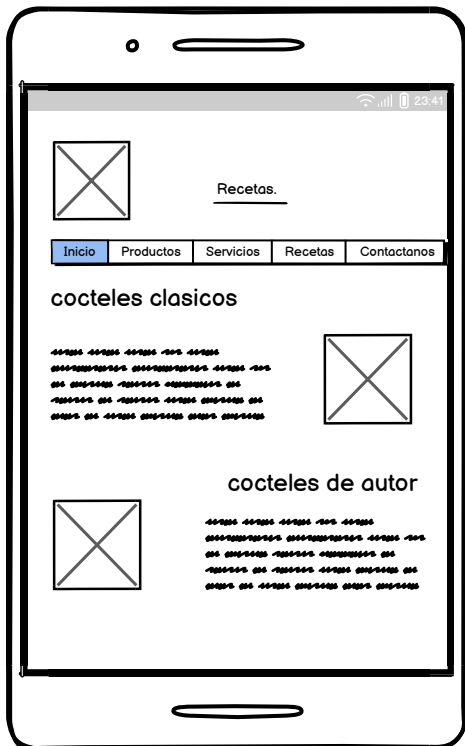 23:41
Recetas.
Inicio Productos Servicios Recetas Contactanos
cocteles clasicos
cocteles de autor